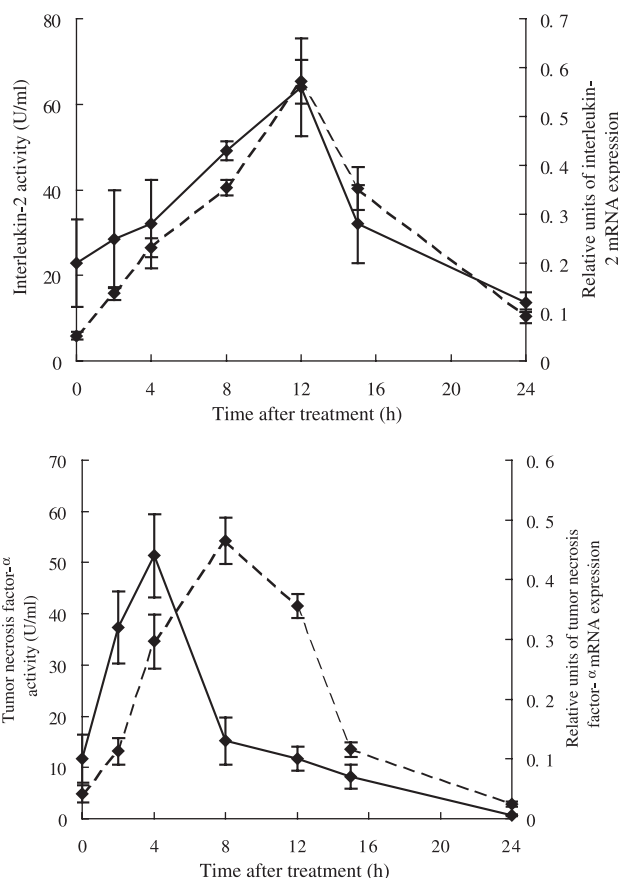 80
60
40
20
0
Interleukin-2 activity (U/ml)
0. 7
0. 6
0. 5
0. 4
0. 3
0. 2
0. 1
0
Relative units of interleukin-
2 mRNA expression
0 4 8 12 16 20 24
Time after treatment (h)
70
60
50
40
30
20
10
0
Tumor necrosis factor-α
activity (U/ml)
0. 6
0. 5
0. 4
0. 3
0. 2
0. 1
0
Relative units of tumor necrosis
factor- α mRNA expression
0 4 8 12 16 20 24
Time after treatment (h)